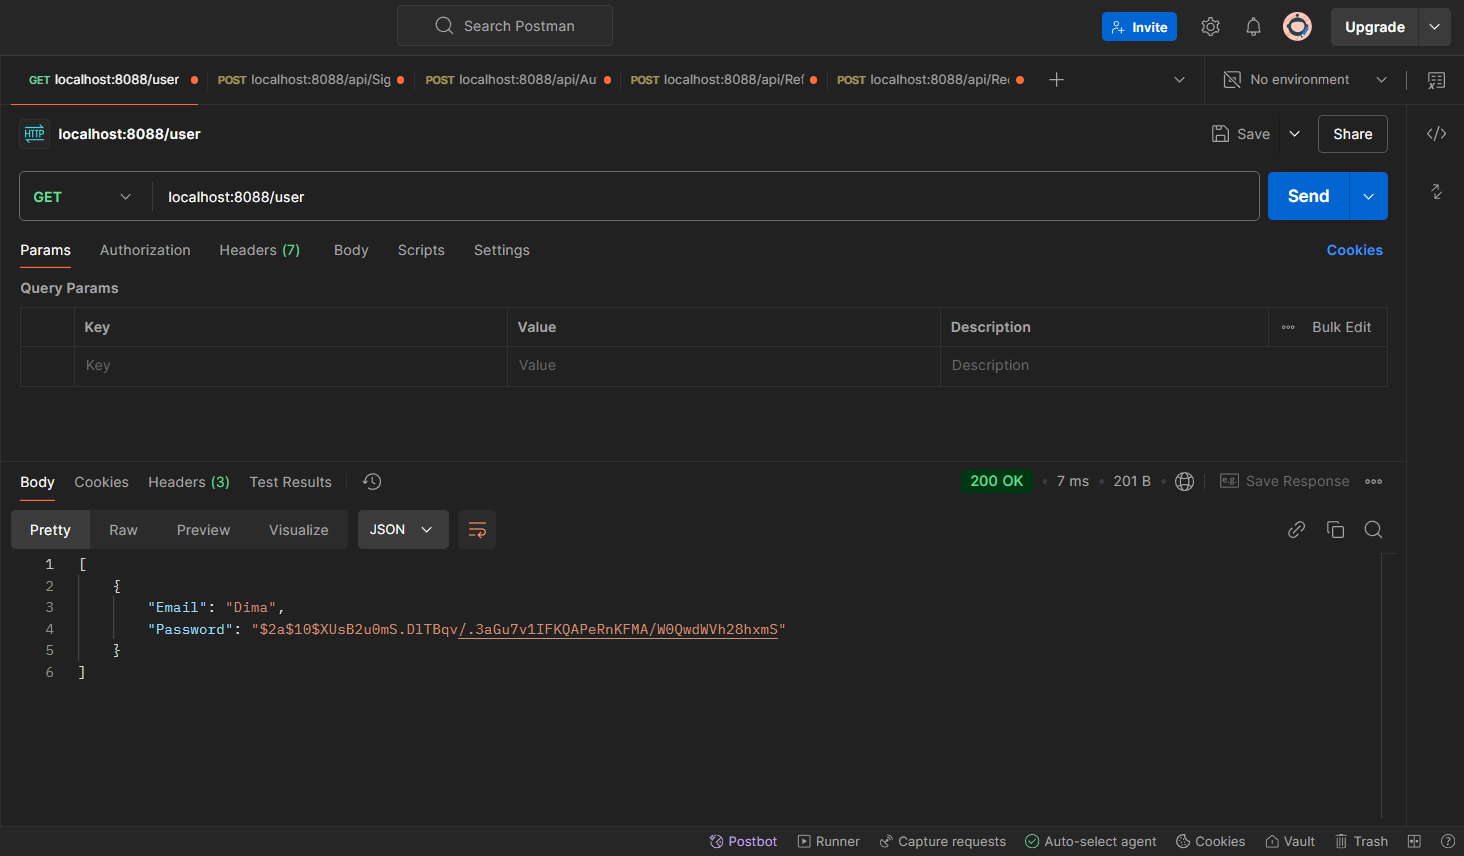 Search Postman
Invite
Upgrade
GET localhost:8088/user
POST localhost:8088/api/Sig
POST localhost:8088/api/Au
POST localhost:8088/api/Ref
POST localhost:8088/api/Rec
No environment
HTTP localhost:8088/user
Save
Share
GET localhost:8088/user
Send
Params Authorization Headers (7) Body Scripts Settings Cookies
Query Params
Key Value Description Bulk Edit
Key Value Description
Body Cookies Headers (3) Test Results
200 OK 7 ms 201 B
e.g. Save Response
Pretty Raw Preview Visualize JSON
1 [
2 {
3 "Email": "Dima",
4 "Password": "$2a$10$XUsB2u0mS.DlTBqv/.3aGu7v1IFKQAPeRnKFMA/W0QwdWVh28hxmS"
5 }
6 ]
Postbot Runner Capture requests Auto-select agent Cookies Vault Trash